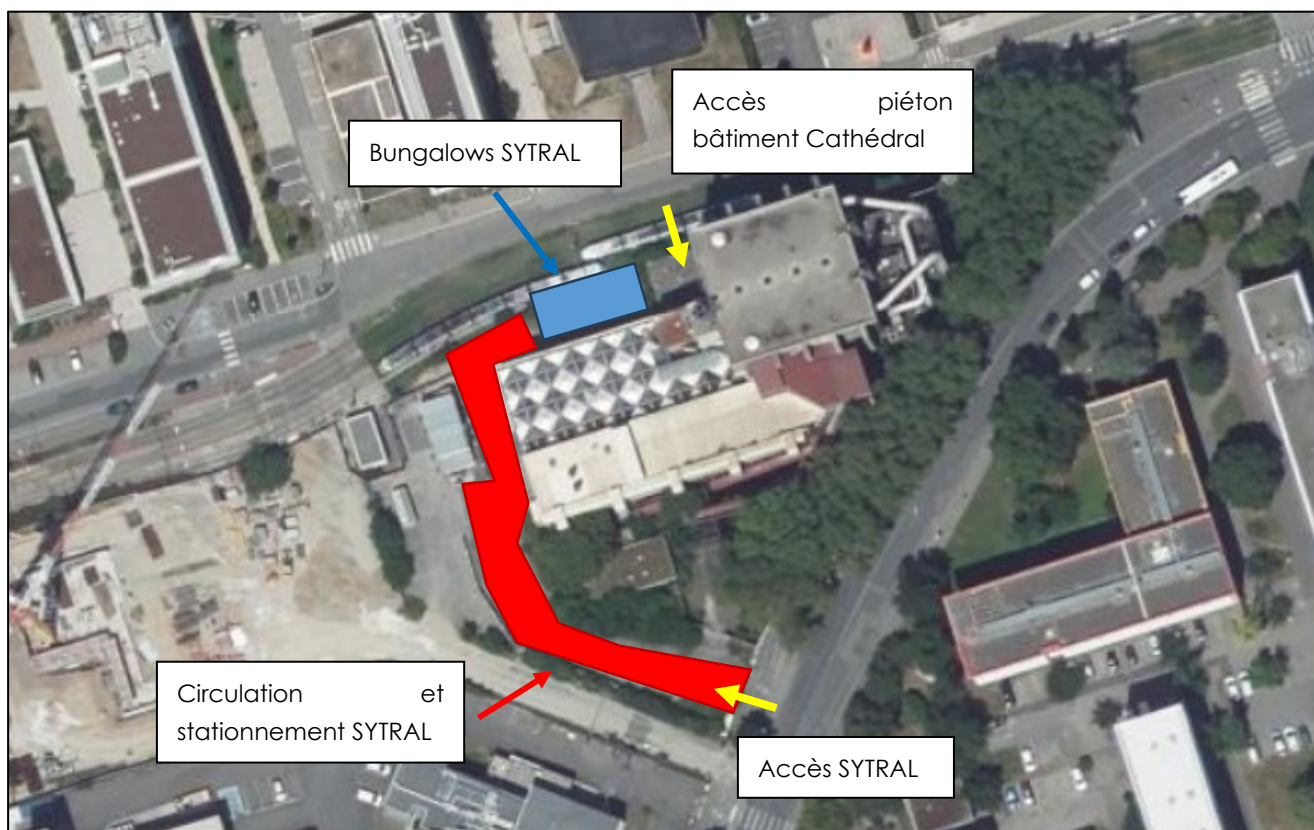 Accès piéton
bâtiment Cathédral
Bungalows SYTRAL
Circulation et
stationnement SYTRAL
Accès SYTRAL